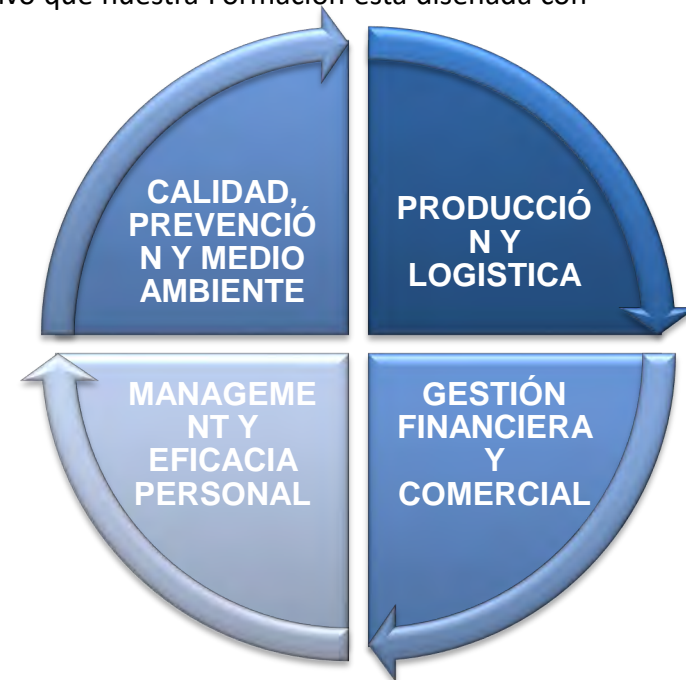 que nuestra Formación está diseñada con
CALIDAD,
PREVENCIÓ
N Y MEDIO
AMBIENTE
PRODUCCIÓ
N Y
LOGISTICA
MANAGEME
NT Y
EFICACIA
PERSONAL
GESTIÓN
FINANCIERA
Y
COMERCIAL